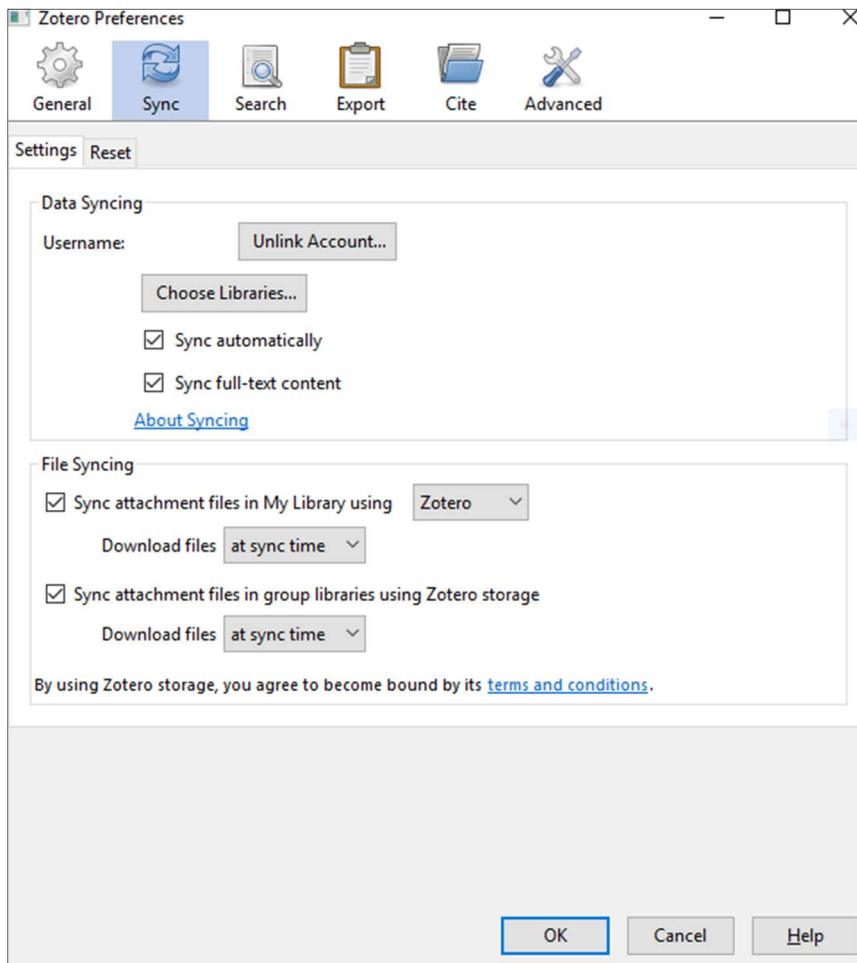 Zotero Preferences
General Sync Search Export Cite Advanced
Settings Reset
Data Syncing
Username: Unlink Account...
Choose Libraries...
Sync automatically
Sync full-text content
About Syncing
File Syncing
Sync attachment files in My Library using Zotero
Download files at sync time
Sync attachment files in group libraries using Zotero storage
Download files at sync time
By using Zotero storage, you agree to become bound by its terms and conditions.
OK Cancel Help